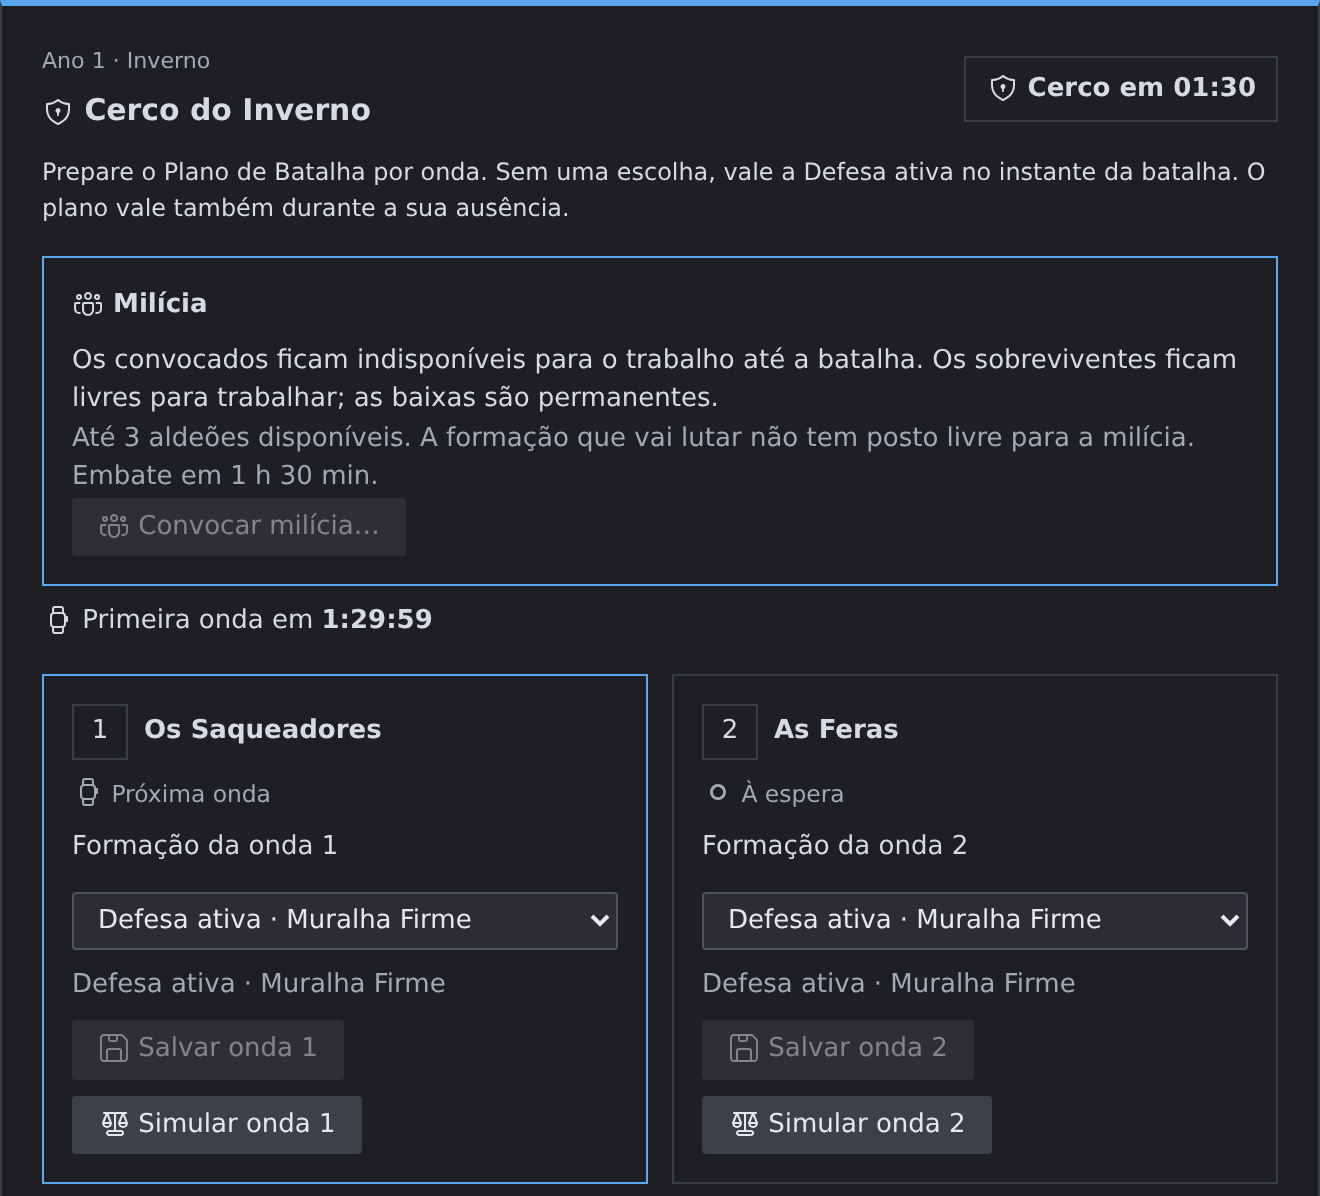 Ano 1 · Inverno
Cerco do Inverno
Cerco em 01:30
Prepare o Plano de Batalha por onda. Sem uma escolha, vale a Defesa ativa no instante da batalha. O
plano vale também durante a sua ausência.
Milícia
Os convocados ficam indisponíveis para o trabalho até a batalha. Os sobreviventes ficam
livres para trabalhar; as baixas são permanentes.
Até 3 aldeões disponíveis. A formação que vai lutar não tem posto livre para a milícia.
Embate em 1 h 30 min.
Convocar milícia…
Primeira onda em 1:29:59
1 Os Saqueadores
Próxima onda
Formação da onda 1
Defesa ativa · Muralha Firme
Defesa ativa · Muralha Firme
Salvar onda 1
Simular onda 1
2 As Feras
À espera
Formação da onda 2
Defesa ativa · Muralha Firme
Defesa ativa · Muralha Firme
Salvar onda 2
Simular onda 2